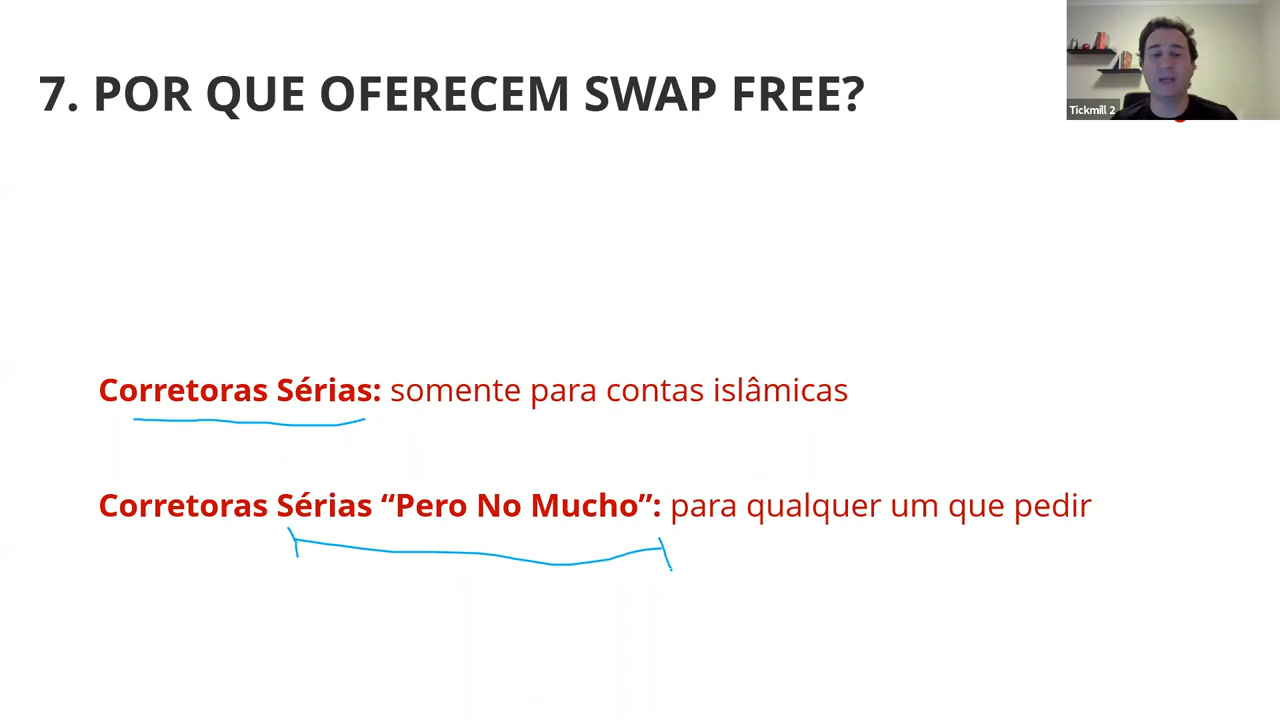 7. POR QUE OFERECEM SWAP FREE?
Tickmill 2
Corretoras Sérias: somente para contas islâmicas
Corretoras Sérias “Pero No Mucho”: para qualquer um que pedir